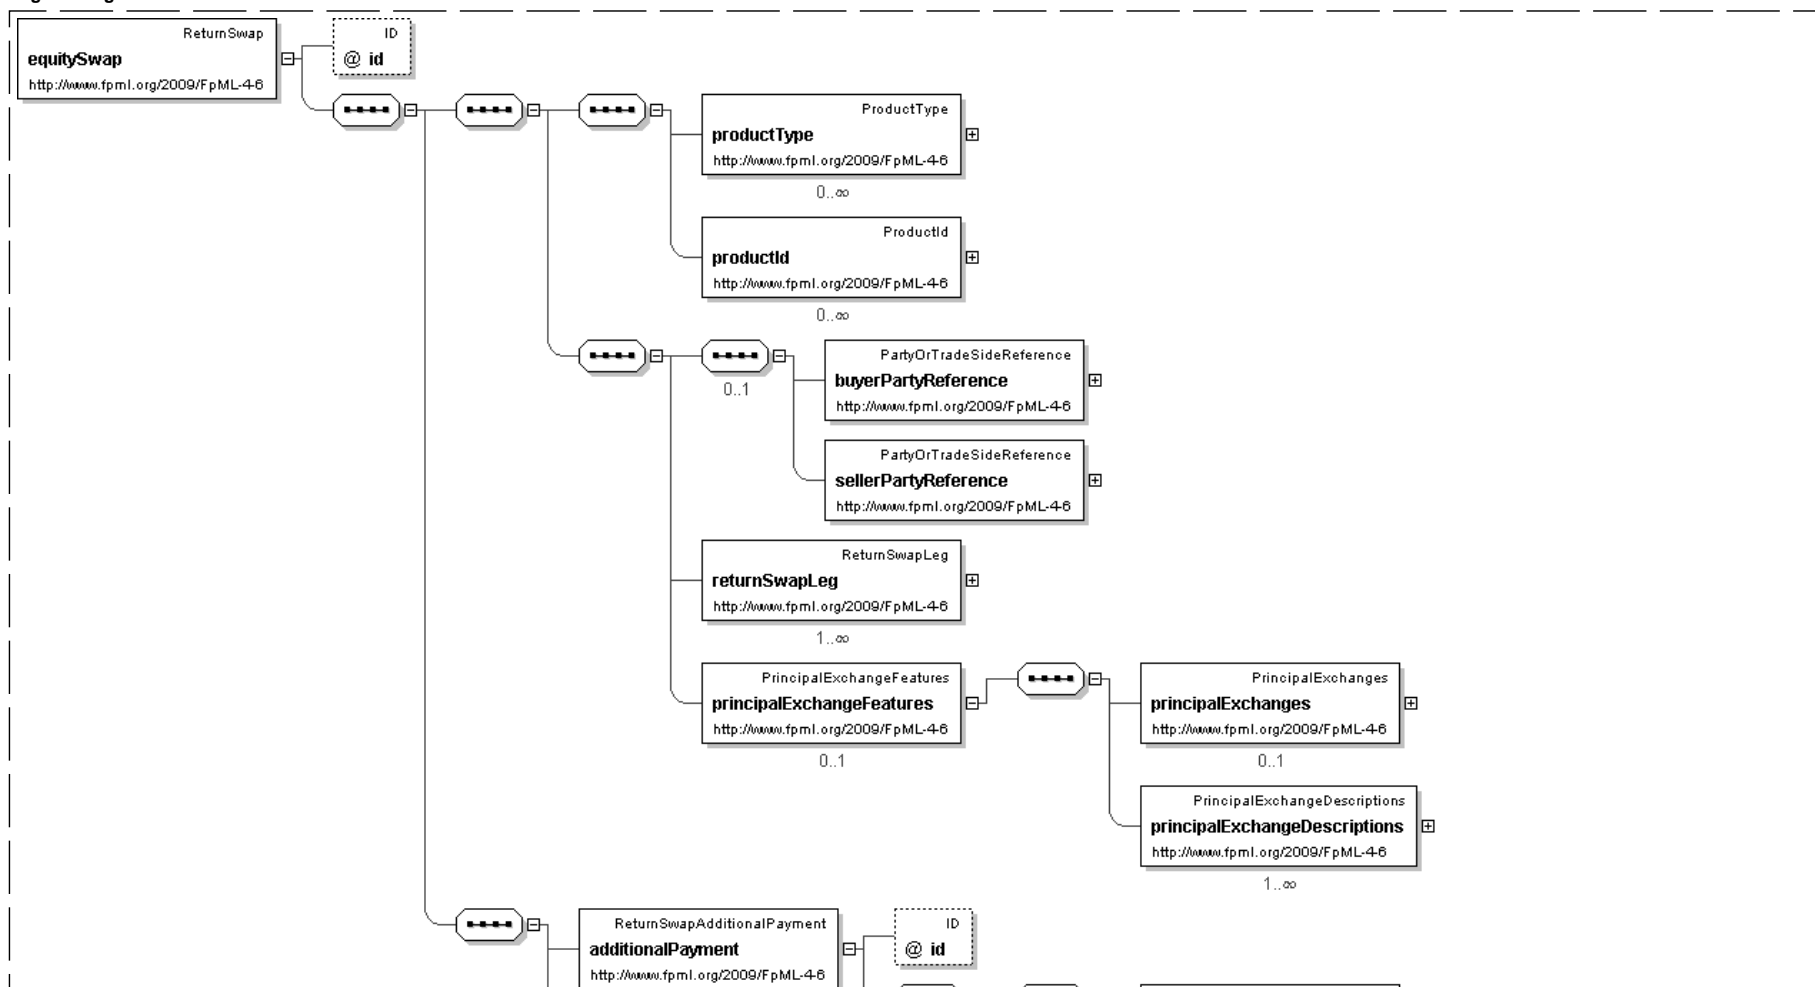 ReturnSwap
equitySwap
http://www.fpml.org/2009/FpML-4-6
ID
@ id
ProductType
productType
http://www.fpml.org/2009/FpML-4-6
0..∞
ProductId
productId
http://www.fpml.org/2009/FpML-4-6
0..∞
0..1
PartyOrTradeSideReference
buyerPartyReference
http://www.fpml.org/2009/FpML-4-6
PartyOrTradeSideReference
sellerPartyReference
http://www.fpml.org/2009/FpML-4-6
ReturnSwapLeg
returnSwapLeg
http://www.fpml.org/2009/FpML-4-6
1..∞
PrincipalExchangeFeatures
principalExchangeFeatures
http://www.fpml.org/2009/FpML-4-6
0..1
PrincipalExchanges
principalExchanges
http://www.fpml.org/2009/FpML-4-6
0..1
PrincipalExchangeDescriptions
principalExchangeDescriptions
http://www.fpml.org/2009/FpML-4-6
1..∞
ReturnSwapAdditionalPayment
additionalPayment
http://www.fpml.org/2009/FpML-4-6
ID
@ id